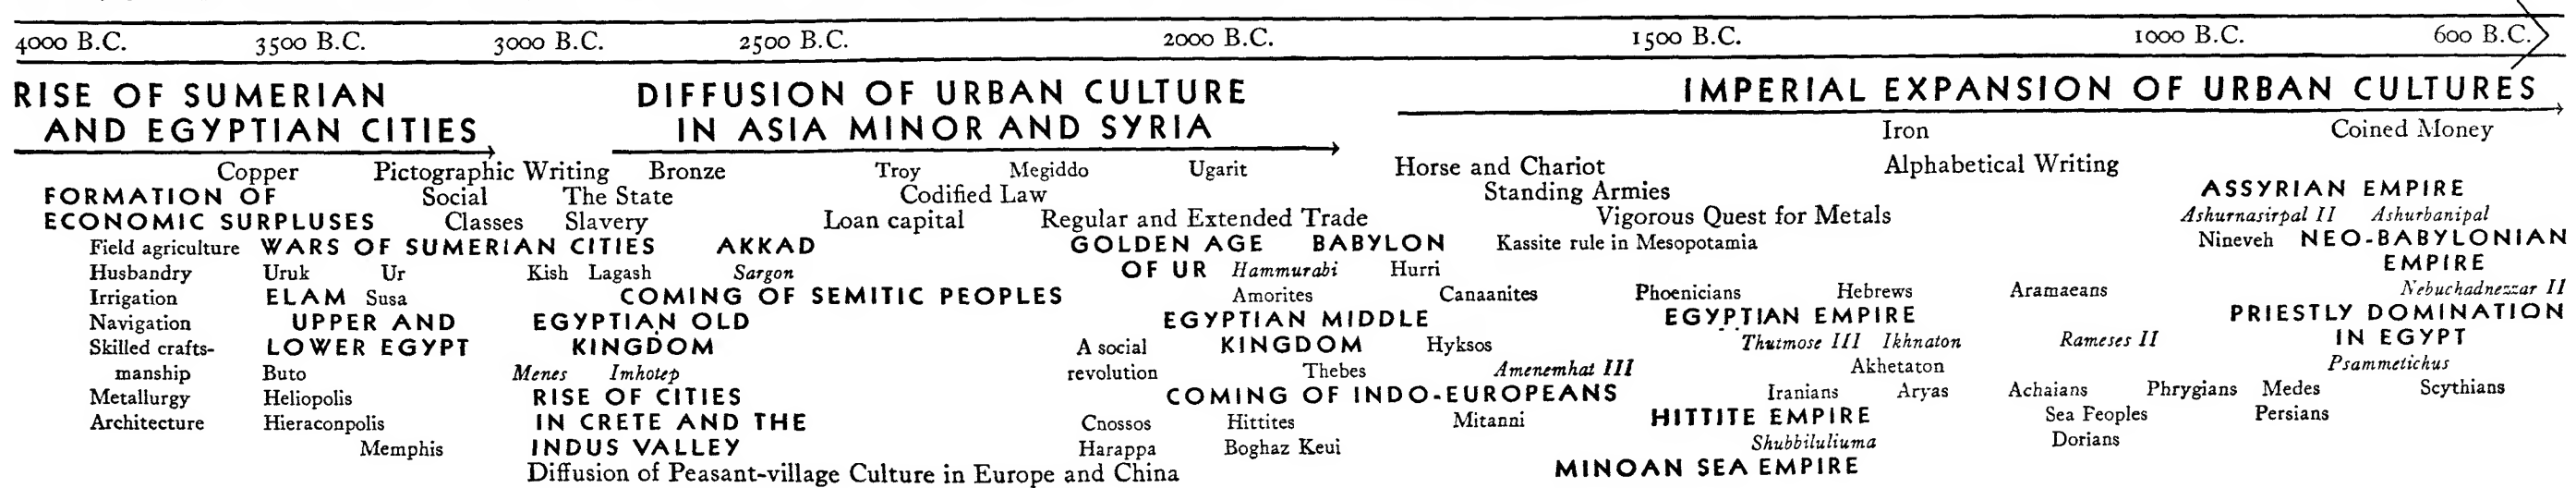 4000 B.C. 3500 B.C. 3000 B.C. 2500 B.C. 2000 B.C. 1500 B.C. 1000 B.C. 600 B.C.
RISE OF SUMERIAN DIFFUSION OF URBAN CULTURE IMPERIAL EXPANSION OF URBAN CULTURES
AND EGYPTIAN CITIES IN ASIA MINOR AND SYRIA Iron Coined Money
Copper Pictographic Writing Bronze Troy Megiddo Ugarit Horse and Chariot Alphabetical Writing
FORMATION OF Social The State Codified Law Standing Armies ASSYRIAN EMPIRE
ECONOMIC SURPLUSES Classes Slavery Loan capital Regular and Extended Trade Vigorous Quest for Metals Ashurnasirpal II Ashurbanipal
Field agriculture WARS OF SUMERIAN CITIES AKKAD GOLDEN AGE BABYLON Kassite rule in Mesopotamia Nineveh NEO-BABYLONIAN
Husbandry Uruk Ur Kish Lagash Sargon OF UR Hammurabi Hurri EMPIRE
Irrigation ELAM Susa COMING OF SEMITIC PEOPLES Amorites Canaanites Phoenicians Hebrews Aramaeans Nebuchadnezzar II
Navigation UPPER AND EGYPTIAN OLD EGYPTIAN MIDDLE EGYPTIAN EMPIRE PRIESTLY DOMINATION
Skilled crafts- LOWER EGYPT KINGDOM A social KINGDOM Hyksos Thutmose III Ikhnaton Rameses II IN EGYPT
manship Buto Menes Imhotep revolution Thebes Amenemhat III Akhetaton Psammetichus
Metallurgy Heliopolis RISE OF CITIES COMING OF INDO-EUROPEANS Iranians Aryas Achaians Phrygians Medes Scythians
Architecture Hieraconpolis IN CRETE AND THE Cnossos Hittites Mitanni HITTITE EMPIRE Sea Peoples Persians
Memphis INDUS VALLEY Harappa Boghaz Keui Shubbiluliuma Dorians
Diffusion of Peasant-village Culture in Europe and China MINOAN SEA EMPIRE